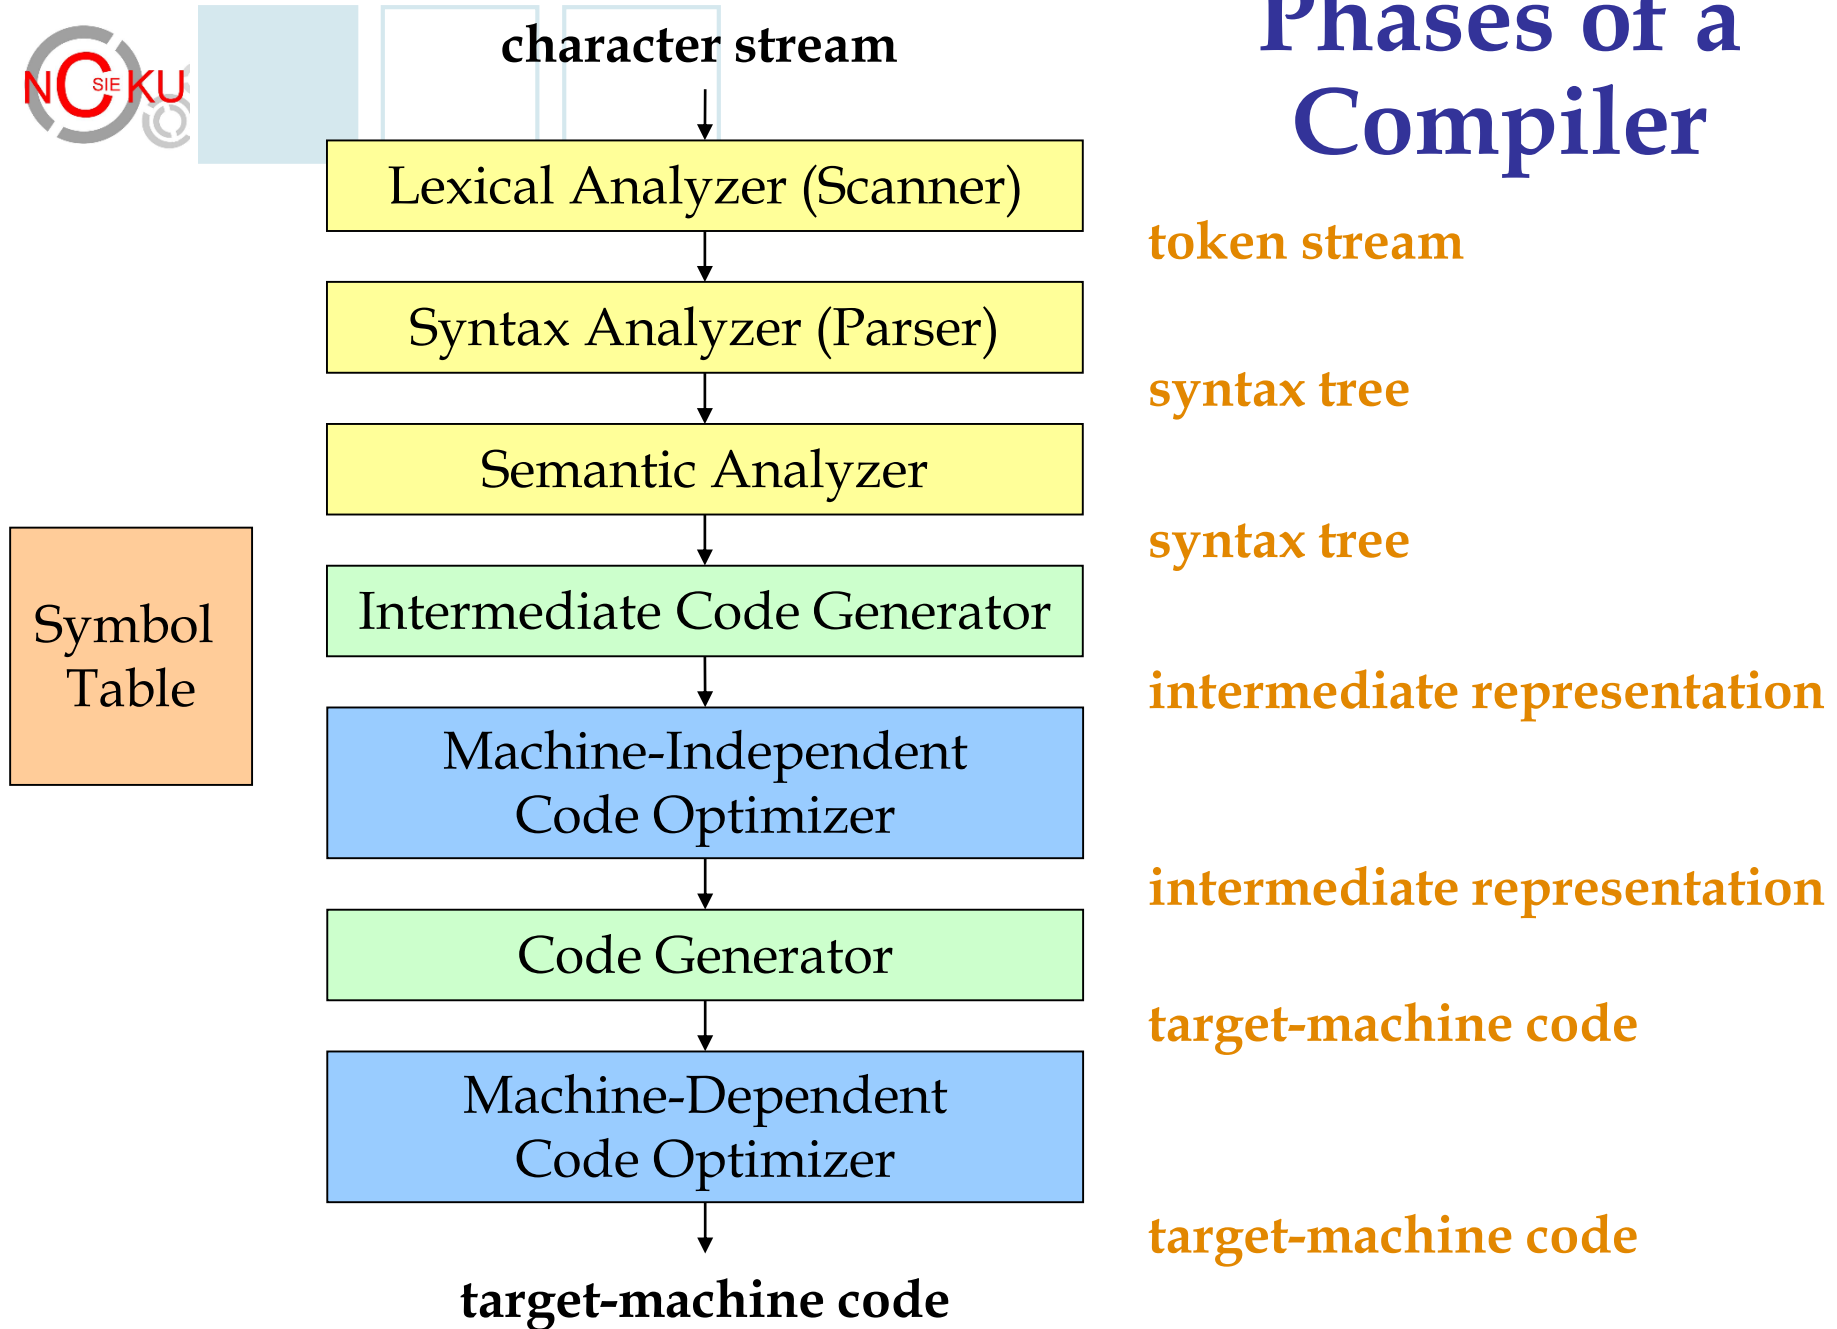 NCKU
SIE
Phases of a
Compiler
character stream
Lexical Analyzer (Scanner)
token stream
Syntax Analyzer (Parser)
syntax tree
Semantic Analyzer
syntax tree
Symbol
Table
Intermediate Code Generator
intermediate representation
Machine-Independent
Code Optimizer
intermediate representation
Code Generator
target-machine code
Machine-Dependent
Code Optimizer
target-machine code
target-machine code